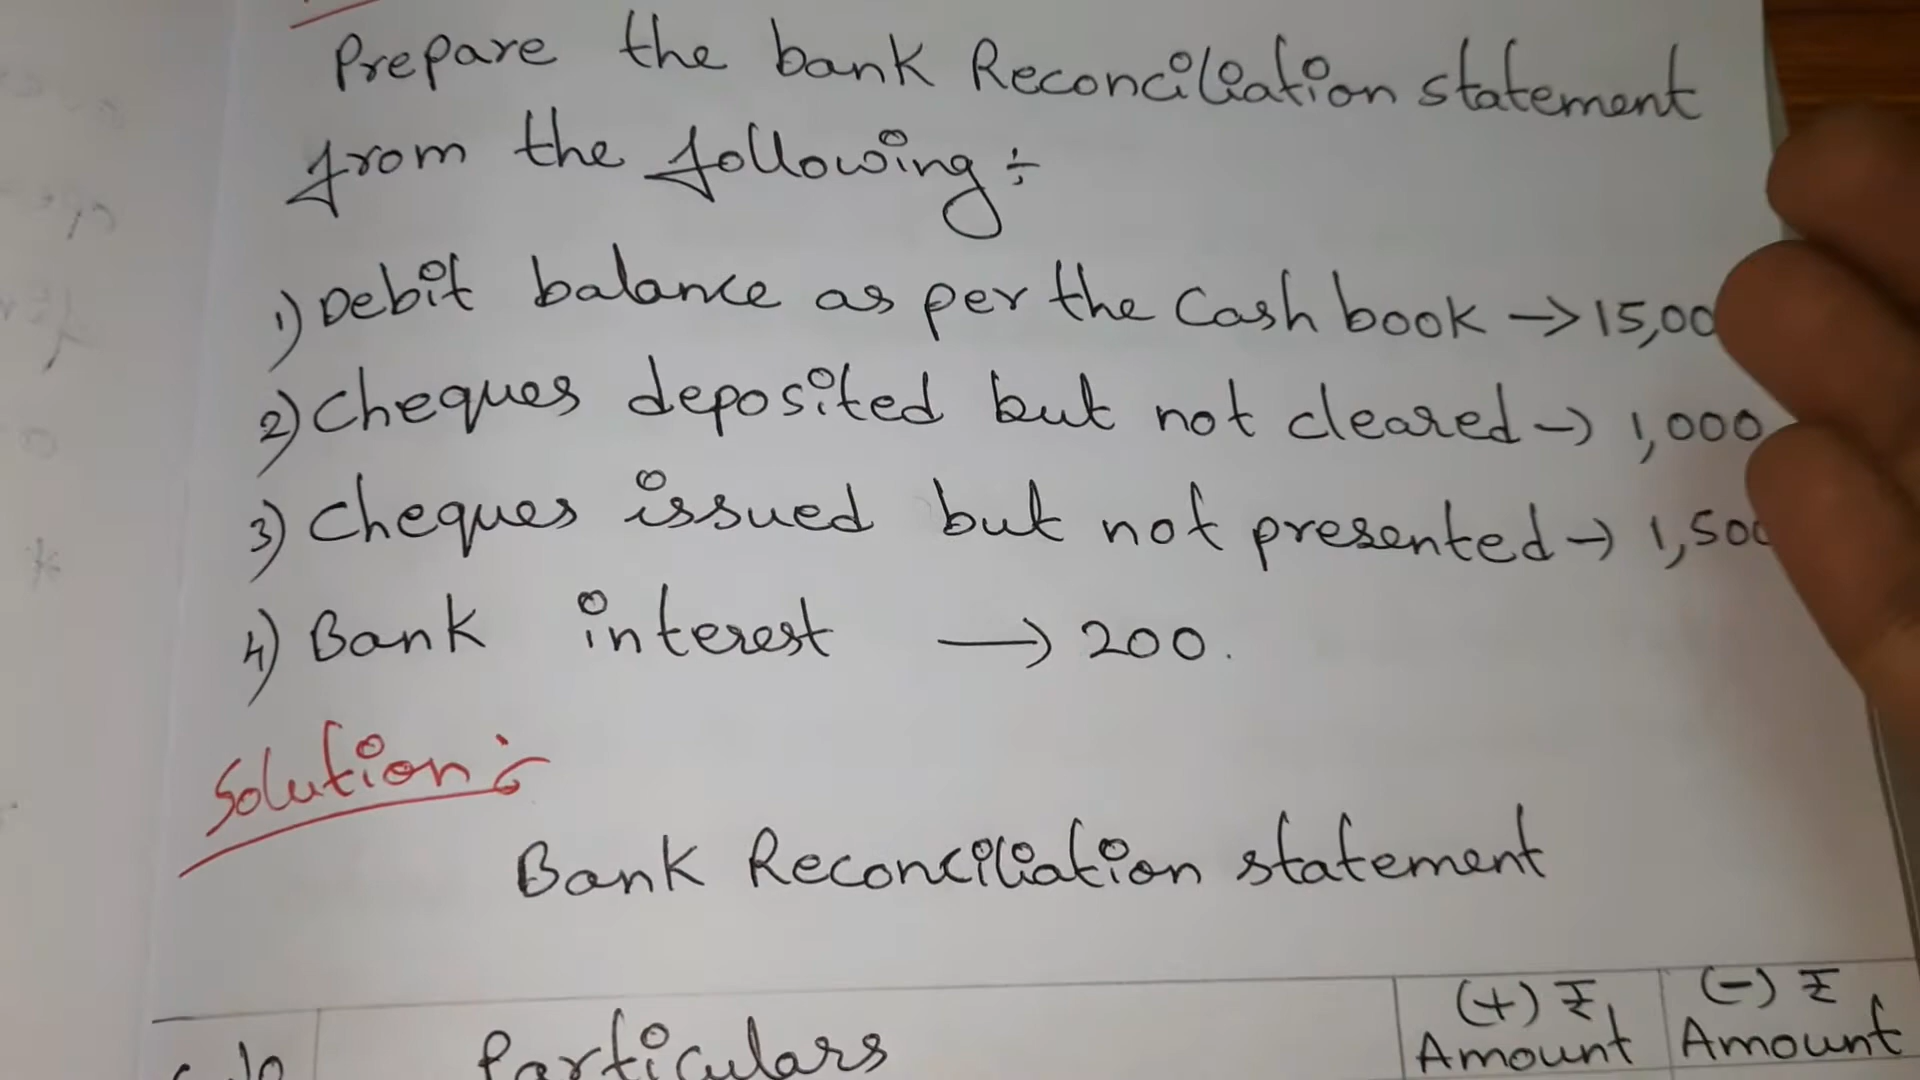 Prepare the bank Reconciliation statement
from the following :-
1) Debit balance as per the Cash book → 15,00
2) Cheques deposited but not cleared → 1,000
3) Cheques issued but not presented → 1,500
4) Bank interest → 200.
Solution :-
Bank Reconciliation statement
Particulars (+) ₹ Amount (-) ₹ Amount